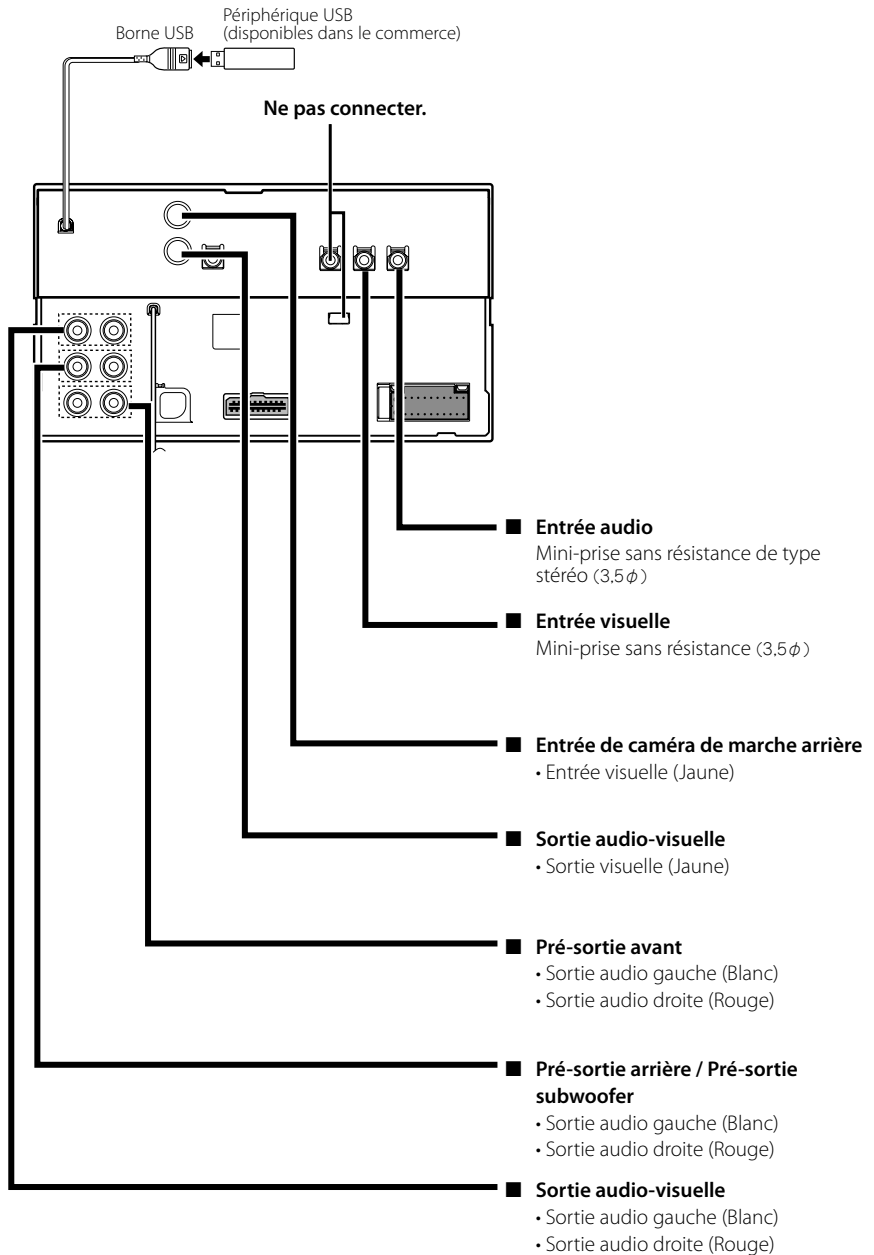 Périphérique USB
Borne USB (disponibles dans le commerce)
Ne pas connecter.
■ Entrée audio
Mini-prise sans résistance de type
stéréo (3,5φ)
■ Entrée visuelle
Mini-prise sans résistance (3,5φ)
■ Entrée de caméra de marche arrière
• Entrée visuelle (Jaune)
■ Sortie audio-visuelle
• Sortie visuelle (Jaune)
■ Pré-sortie avant
• Sortie audio gauche (Blanc)
• Sortie audio droite (Rouge)
■ Pré-sortie arrière / Pré-sortie
subwoofer
• Sortie audio gauche (Blanc)
• Sortie audio droite (Rouge)
■ Sortie audio-visuelle
• Sortie audio gauche (Blanc)
• Sortie audio droite (Rouge)